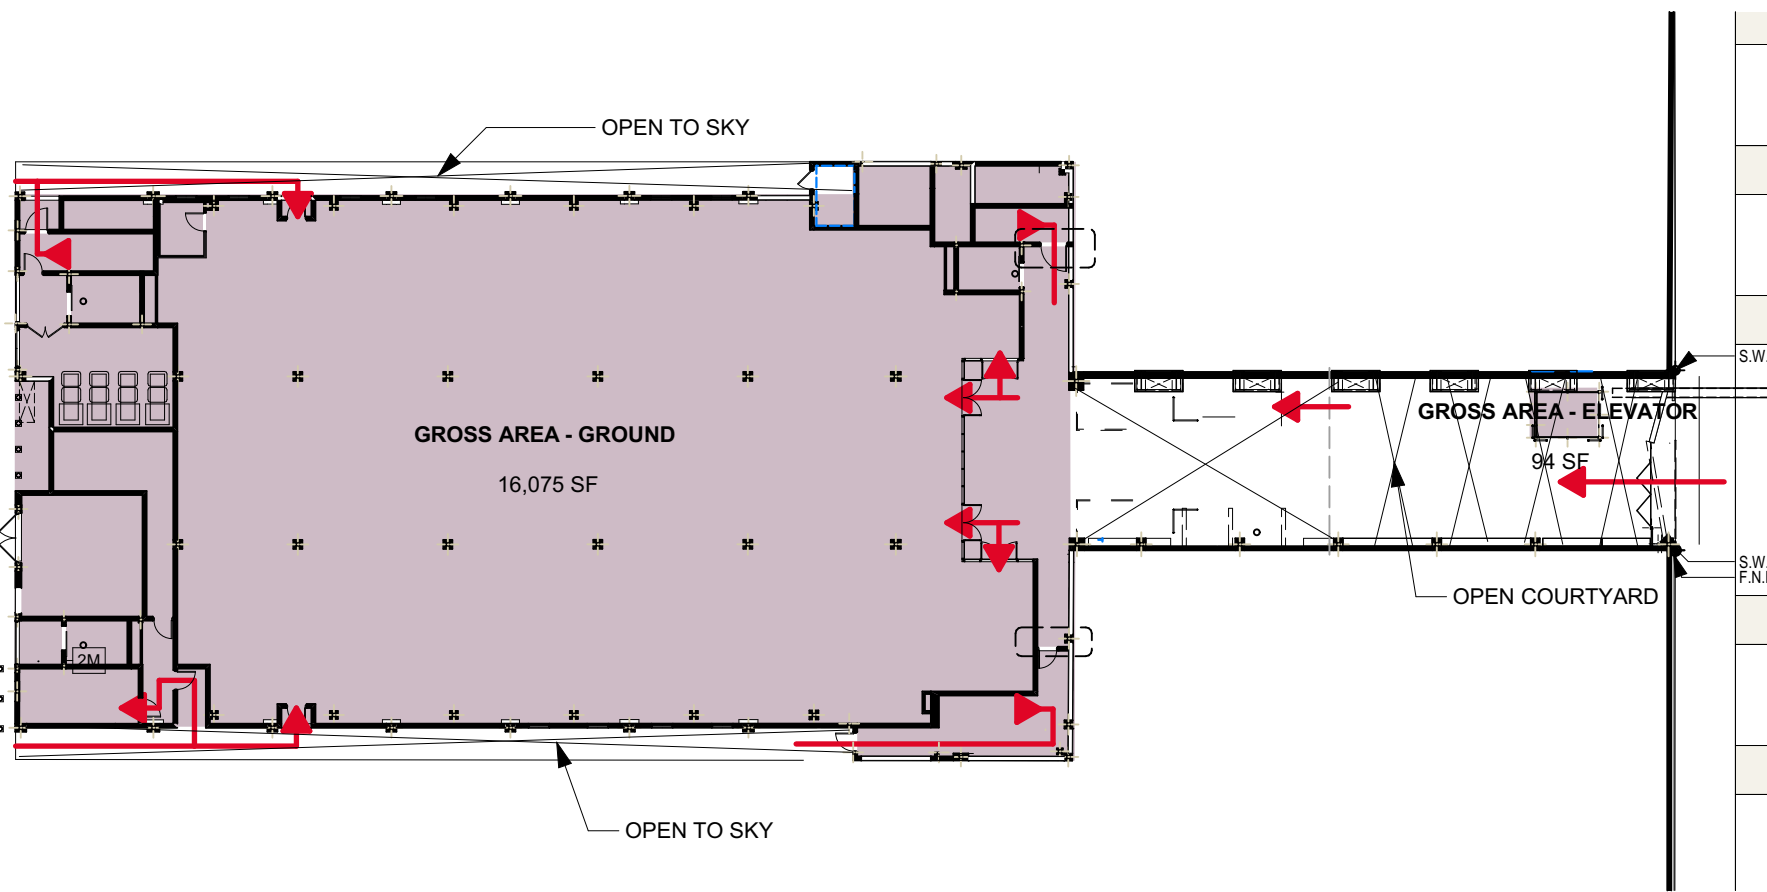 OPEN TO SKY
S.W.
GROSS AREA - ELEVATOR
GROSS AREA - GROUND
94 SF
16,075 SF
S.W.
F.N.
OPEN COURTYARD
2M
OPEN TO SKY